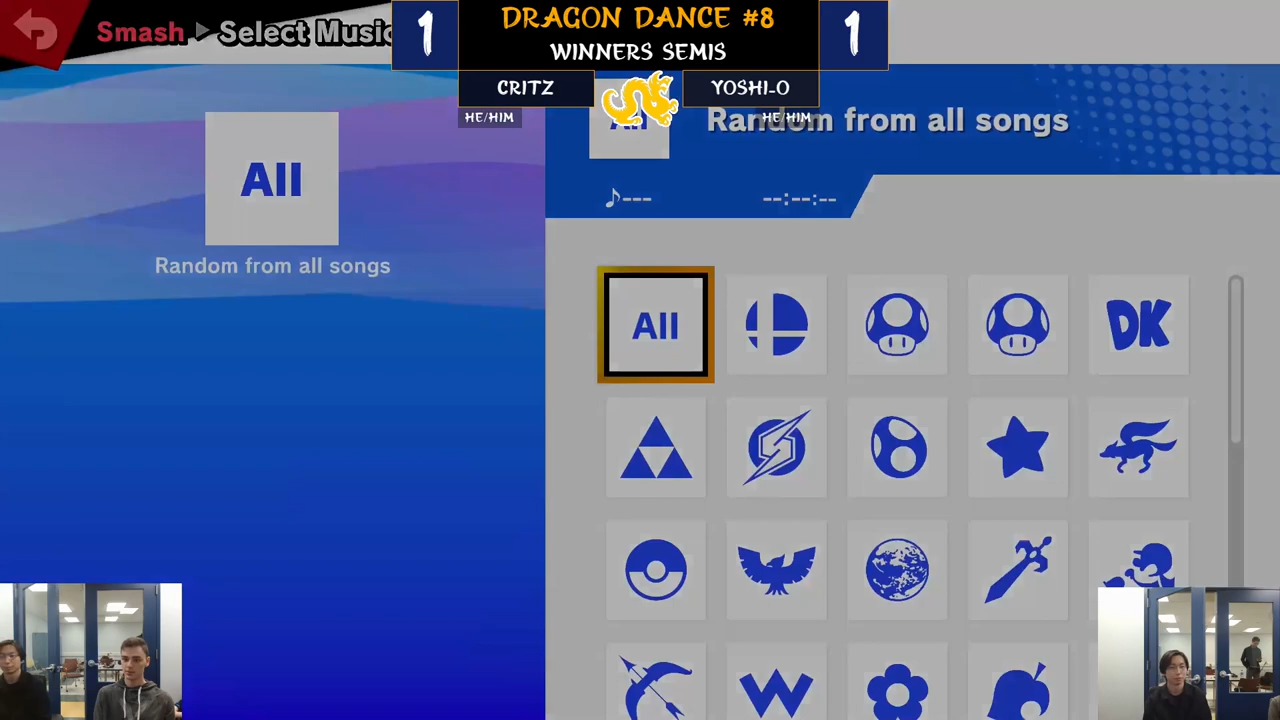 Smash ▶ Select Music
1
DRAGON DANCE #8
WINNERS SEMIS
1
CRITZ
YOSHI-O
HE/HIM
HE/HIM
All
Random from all songs
All
Random from all songs
♪---
--:--:--
All
DK